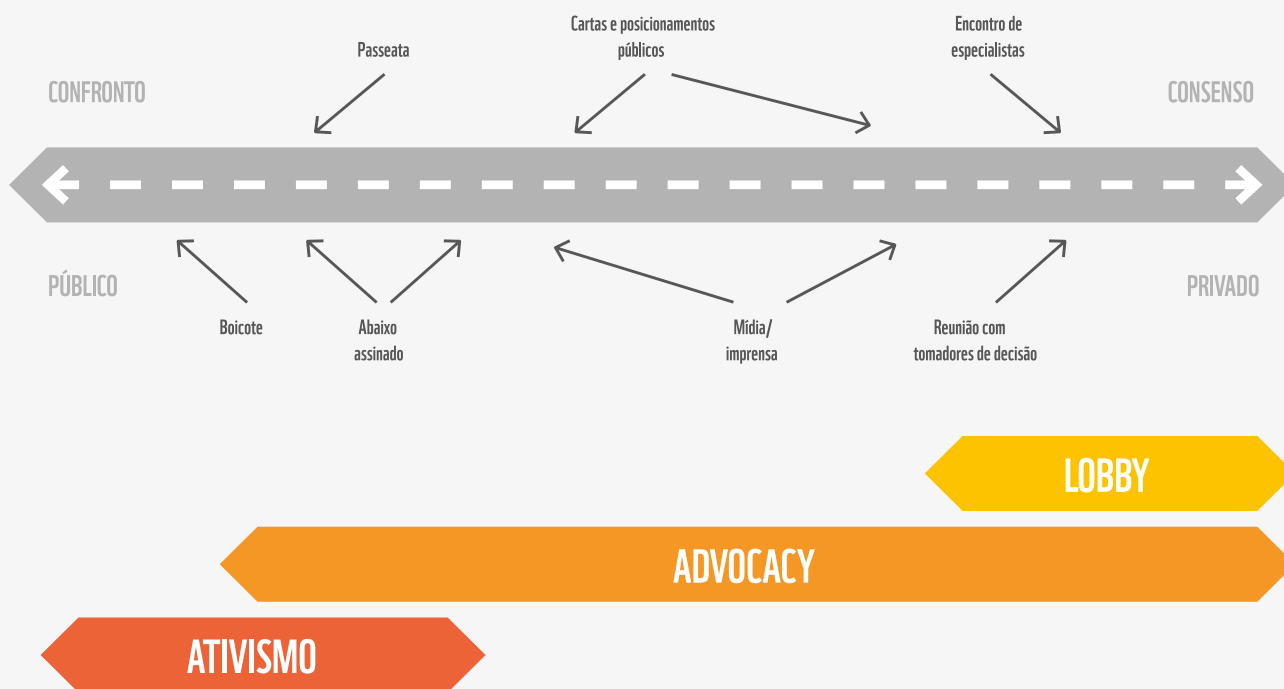 Cartas e posicionamentos
públicos
Encontro de
especialistas
Passeata
CONFRONTO
CONSENSO
PÚBLICO
PRIVADO
Boicote
Abaixo
assinado
Mídia/
imprensa
Reunião com
tomadores de decisão
LOBBY
ADVOCACY
ATIVISMO